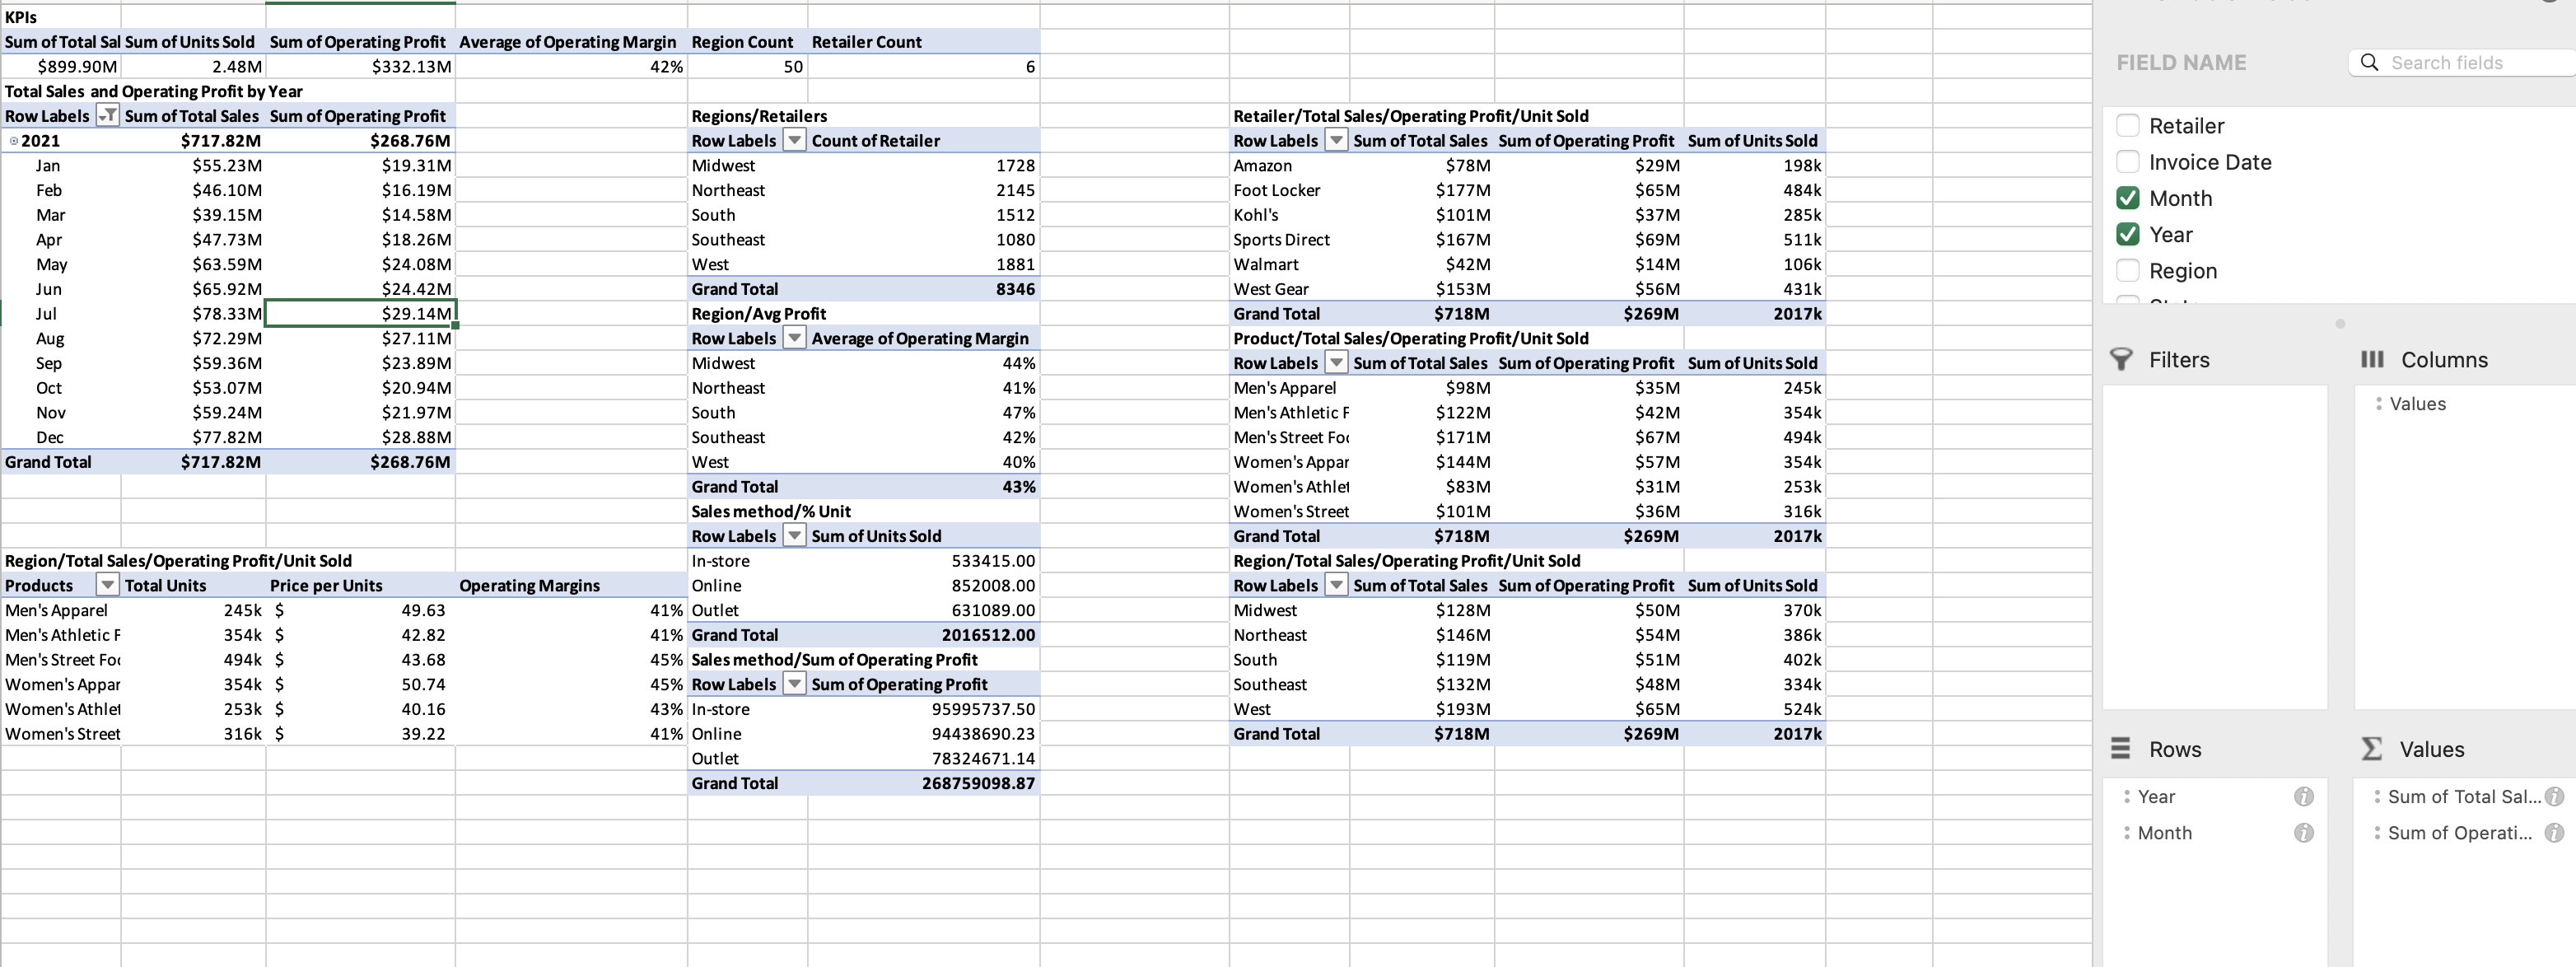 KPIs
Sum of Total Sal Sum of Units Sold Sum of Operating Profit Average of Operating Margin Region Count Retailer Count
$899.90M 2.48M $332.13M 42% 50 6
Total Sales and Operating Profit by Year
Row Labels Sum of Total Sales Sum of Operating Profit
2021 $717.82M $268.76M
Jan $55.23M $19.31M
Feb $46.10M $16.19M
Mar $39.15M $14.58M
Apr $47.73M $18.26M
May $63.59M $24.08M
Jun $65.92M $24.42M
Jul $78.33M $29.14M
Aug $72.29M $27.11M
Sep $59.36M $23.89M
Oct $53.07M $20.94M
Nov $59.24M $21.97M
Dec $77.82M $28.88M
Grand Total $717.82M $268.76M
Region/Total Sales/Operating Profit/Unit Sold
Products Total Units Price per Units Operating Margins
Men's Apparel 245k $ 49.63 41%
Men's Athletic F 354k $ 42.82 41%
Men's Street Foo 494k $ 43.68 45%
Women's Appar 354k $ 50.74 45%
Women's Athlet 253k $ 40.16 43%
Women's Street 316k $ 39.22 41%
Regions/Retailers
Row Labels Count of Retailer
Midwest 1728
Northeast 2145
South 1512
Southeast 1080
West 1881
Grand Total 8346
Region/Avg Profit
Row Labels Average of Operating Margin
Midwest 44%
Northeast 41%
South 47%
Southeast 42%
West 40%
Grand Total 43%
Sales method/% Unit
Row Labels Sum of Units Sold
In-store 533415.00
Online 852008.00
Outlet 631089.00
Grand Total 2016512.00
Sales method/Sum of Operating Profit
Row Labels Sum of Operating Profit
In-store 95995737.50
Online 94438690.23
Outlet 78324671.14
Grand Total 268759098.87
Retailer/Total Sales/Operating Profit/Unit Sold
Row Labels Sum of Total Sales Sum of Operating Profit Sum of Units Sold
Amazon $78M $29M 198k
Foot Locker $177M $65M 484k
Kohl's $101M $37M 285k
Sports Direct $167M $69M 511k
Walmart $42M $14M 106k
West Gear $153M $56M 431k
Grand Total $718M $269M 2017k
Product/Total Sales/Operating Profit/Unit Sold
Row Labels Sum of Total Sales Sum of Operating Profit Sum of Units Sold
Men's Apparel $98M $35M 245k
Men's Athletic F $122M $42M 354k
Men's Street Foo $171M $67M 494k
Women's Appar $144M $57M 354k
Women's Athlet $83M $31M 253k
Women's Street $101M $36M 316k
Grand Total $718M $269M 2017k
Region/Total Sales/Operating Profit/Unit Sold
Row Labels Sum of Total Sales Sum of Operating Profit Sum of Units Sold
Midwest $128M $50M 370k
Northeast $146M $54M 386k
South $119M $51M 402k
Southeast $132M $48M 334k
West $193M $65M 524k
Grand Total $718M $269M 2017k
FIELD NAME
Search fields
Retailer
Invoice Date
Month
Year
Region
Filters
Columns
Values
Rows
Year
Month
Values
Sum of Total Sal...
Sum of Operati...